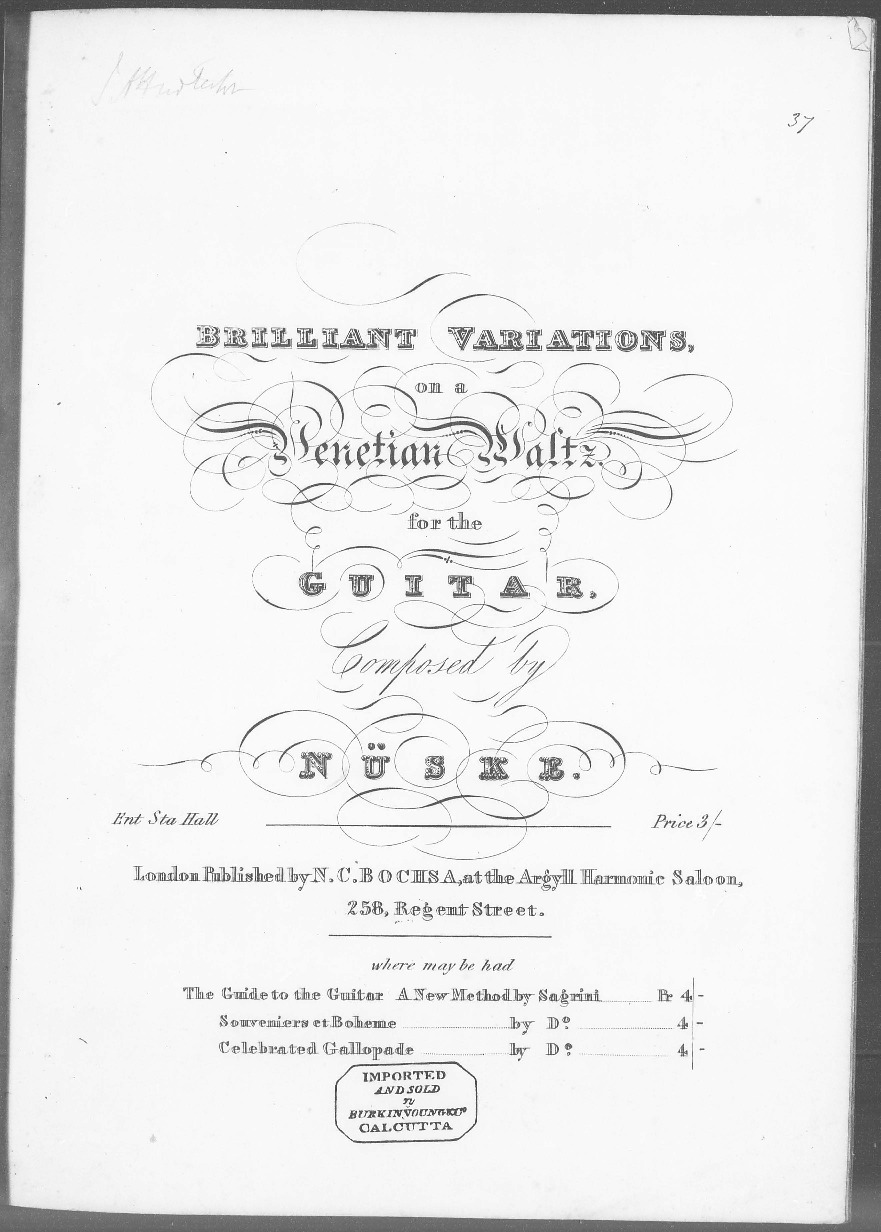 37
BRILLIANT VARIATIONS,
on a
Venetian Waltz.
for the
GUITAR,
Composed by
NÜSKE.
Ent Sta Hall Price 3/-
London Published by N. C. BOCHSA, at the Argyll Harmonic Saloon,
258, Regent Street.
where may be had
The Guide to the Guitar A New Method by Sagrini Pr 4 -
Souveniers et Boheme by Do. 4 -
Celebrated Gallopade by Do. 4 -
IMPORTED
AND SOLD
by
BURKINYOUNG & Co
CALCUTTA